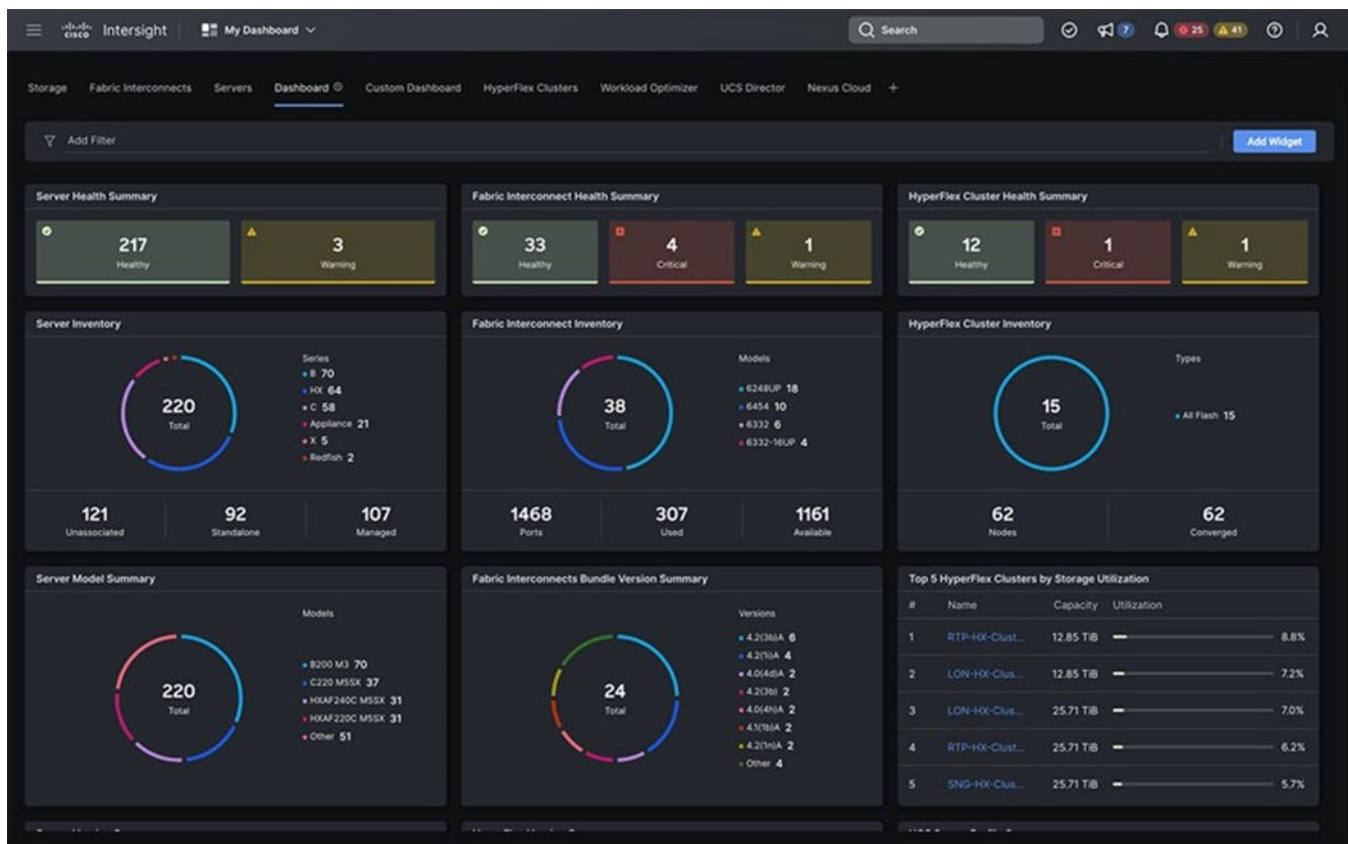 cisco Intersight My Dashboard Search 7 25 41
Storage Fabric Interconnects Servers Dashboard Custom Dashboard HyperFlex Clusters Workload Optimizer UCS Director Nexus Cloud +
Add Filter Add Widget
Server Health Summary
217 3
Healthy Warning
Fabric Interconnect Health Summary
33 4 1
Healthy Critical Warning
HyperFlex Cluster Health Summary
12 1 1
Healthy Critical Warning
Server Inventory
220
Total
Series
B 70
HX 64
C 58
Appliance 21
X 5
Redfish 2
121 92 107
Unassociated Standalone Managed
Fabric Interconnect Inventory
38
Total
Models
6248UP 18
6454 10
6332 6
6332-16UP 4
1468 307 1161
Ports Used Available
HyperFlex Cluster Inventory
15
Total
Types
All Flash 15
62 62
Nodes Converged
Server Model Summary
220
Total
Models
B200 M3 70
C220 M5SX 37
HXAF240C M5SX 31
HXAF220C M5SX 31
Other 51
Fabric Interconnects Bundle Version Summary
24
Total
Versions
4.2(3b)A 6
4.2(1i)A 4
4.0(4d)A 2
4.2(3b) 2
4.0(4h)A 2
4.1(1b)A 2
4.2(1n)A 2
Other 4
Top 5 HyperFlex Clusters by Storage Utilization
# Name Capacity Utilization
1 RTP-HX-Clust... 12.85 TiB 8.8%
2 LON-HX-Clus... 12.85 TiB 7.2%
3 LON-HX-Clus... 25.71 TiB 7.0%
4 RTP-HX-Clust... 25.71 TiB 6.2%
5 SNG-HX-Clus... 25.71 TiB 5.7%